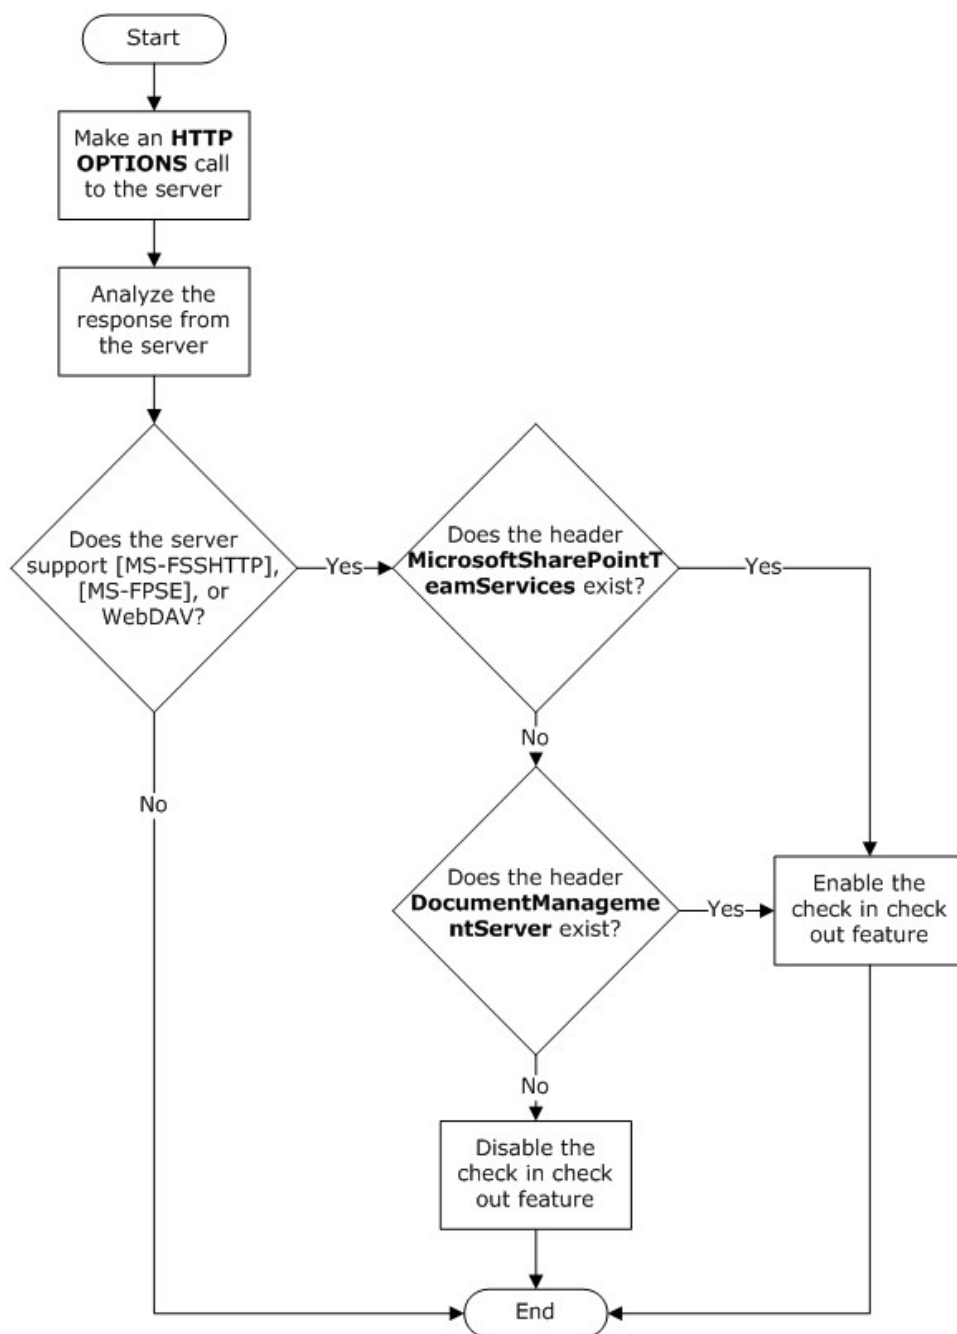 Start
Make an HTTP
OPTIONS call
to the server
Analyze the
response from
the server
Does the server
support [MS-FSSHTTP],
[MS-FPSE], or
WebDAV?
Yes
Does the header
MicrosoftSharePointT
eamServices exist?
Yes
No
No
Does the header
DocumentManageme
ntServer exist?
Yes
Enable the
check in check
out feature
No
Disable the
check in check
out feature
End